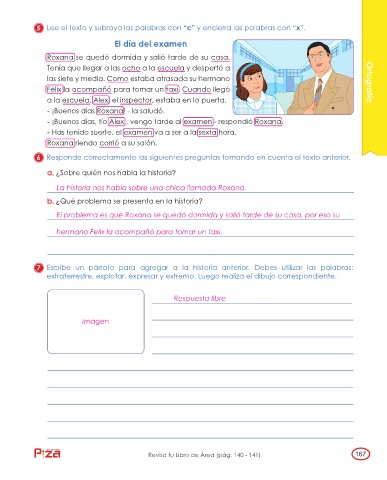 5 Lee el texto y subraya las palabras con "c" y encierra las palabras con "x".
El día del examen
Roxana se quedó dormida y salió tarde de su casa.
Tenía que llegar a las ocho a la escuela y despertó a
las siete y media. Como estaba atrasada su hermano
Felix la acompañó para tomar un taxi. Cuando llegó
a la escuela, Alex, el inspector, estaba en la puerta.
- ¡Buenos días Roxana! - la saludó.
- ¡Buenos días, tío Alex!, vengo tarde al examen - respondió Roxana.
- Has tenido suerte, el examen va a ser a la sexta hora.
Roxana riendo corrió a su salón.
Ortografía
6 Responde correctamente las siguientes preguntas tomando en cuenta el texto anterior.
a. ¿Sobre quién nos habla la historia?
La historia nos habla sobre una chica llamada Roxana.
b. ¿Qué problema se presenta en la historia?
El problema es que Roxana se quedó dormida y salió tarde de su casa, por eso su
hermano Felix la acompañó para tomar un taxi.
7 Escribe un párrafo para agregar a la historia anterior. Debes utilizar las palabras:
extraterrestre, explotar, expresar y extremo. Luego realiza el dibujo correspondiente.
Respuesta libre
Imagen
Piza
Revisa tu Libro de Área (pág. 140 - 141)
167